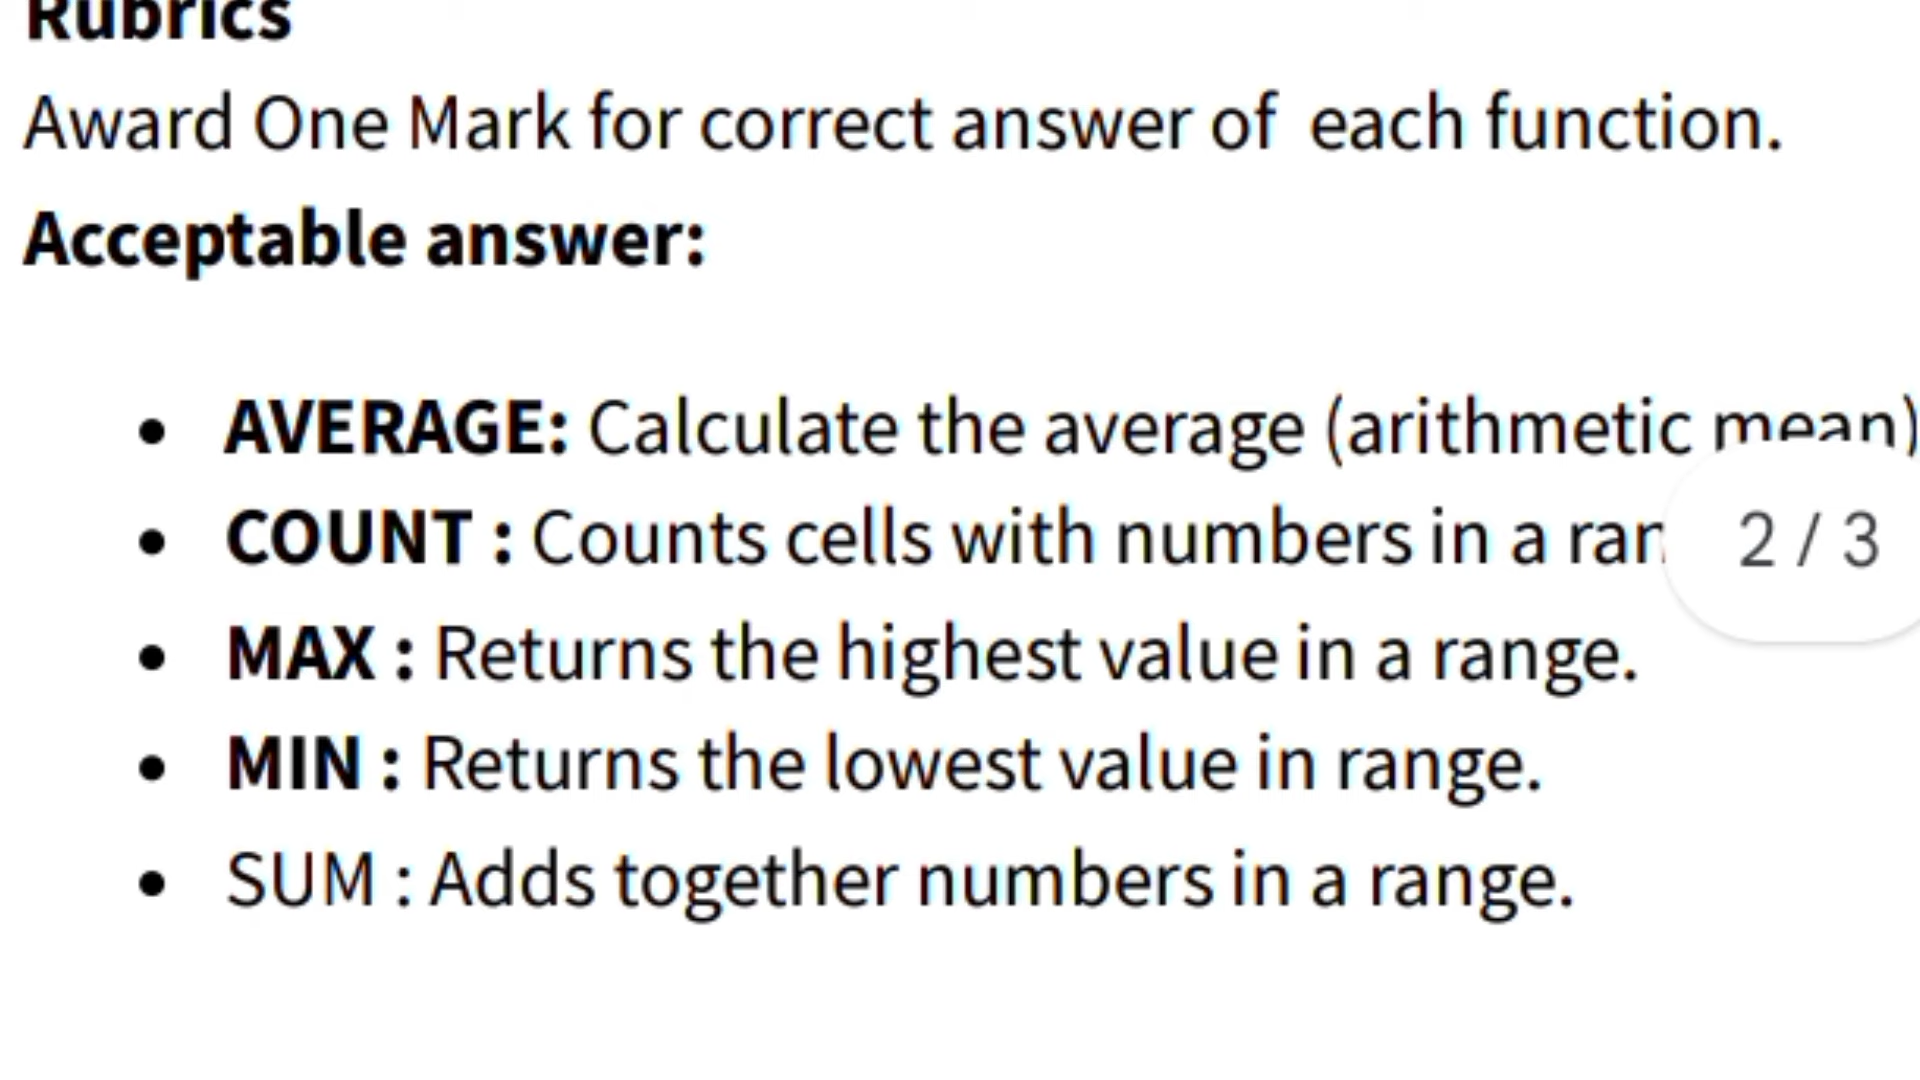 Rubrics
Award One Mark for correct answer of each function.
Acceptable answer:
• AVERAGE: Calculate the average (arithmetic mean)
• COUNT : Counts cells with numbers in a ran
2 / 3
• MAX : Returns the highest value in a range.
• MIN : Returns the lowest value in range.
• SUM : Adds together numbers in a range.